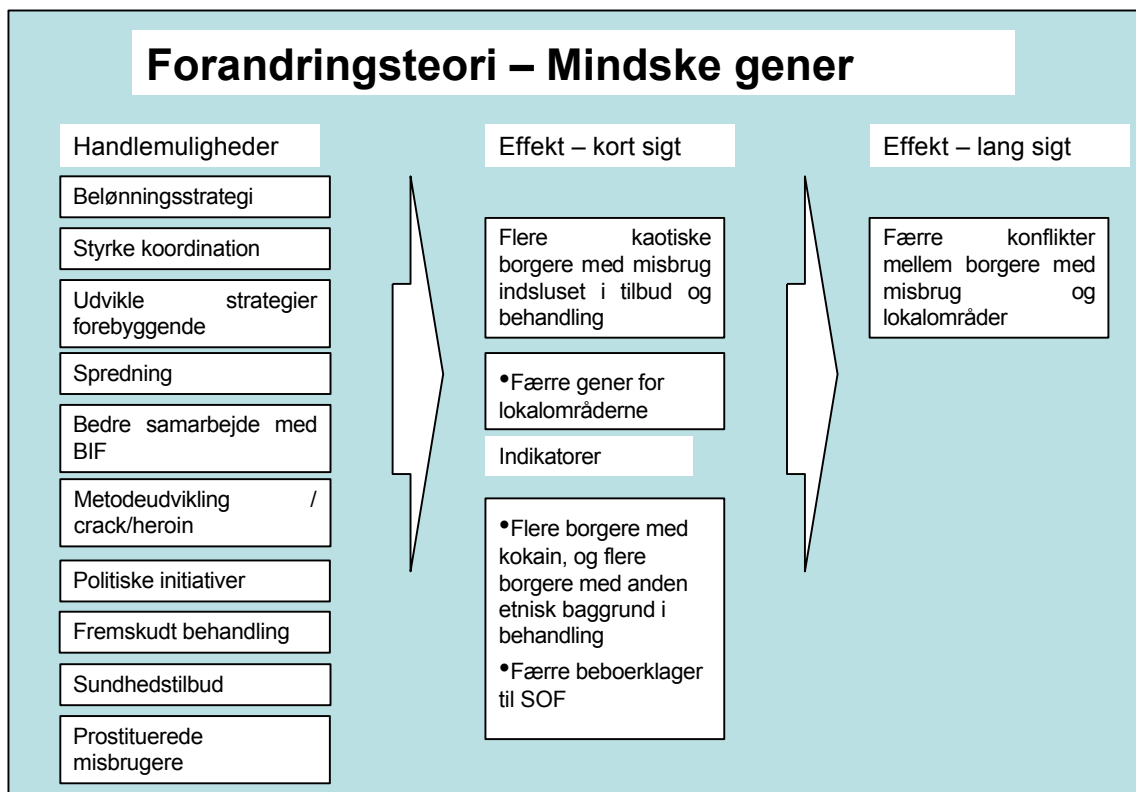 Forandringsteori – Mindske gener
Handlemuligheder
Belønningsstrategi
Styrke koordination
Udvikle strategier
forebyggende
Spredning
Bedre samarbejde med
BIF
Metodeudvikling /
crack/heroin
Politiske initiativer
Fremskudt behandling
Sundhedstilbud
Prostituerede
misbrugere
Effekt – kort sigt
Flere kaotiske
borgere med misbrug
indsluset i tilbud og
behandling
•Færre gener for
lokalområderne
Indikatorer
•Flere borgere med
kokain, og flere
borgere med anden
etnisk baggrund i
behandling
•Færre beboerklager
til SOF
Effekt – lang sigt
Færre konflikter
mellem borgere med
misbrug og
lokalområder